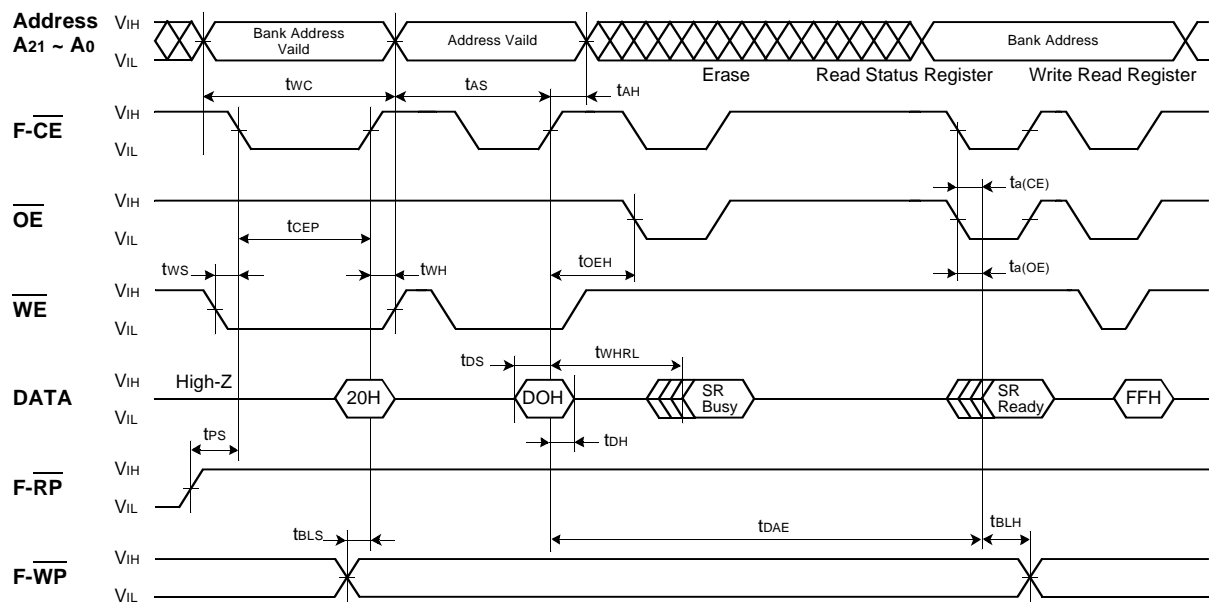 Address
A21 ~ A0
VIH
VIL
Bank Address
Vaild
Address Vaild
Bank Address
Erase
Read Status Register
Write Read Register
tWC
tAS
tAH
F-CE
VIH
VIL
ta(CE)
OE
VIH
VIL
tCEP
tOEH
ta(OE)
tWS
tWH
WE
VIH
VIL
tDS
tWHRL
DATA
VIH
VIL
High-Z
20H
DOH
SR
Busy
SR
Ready
FFH
tPS
tDH
F-RP
VIH
VIL
tBLS
tDAE
tBLH
F-WP
VIH
VIL